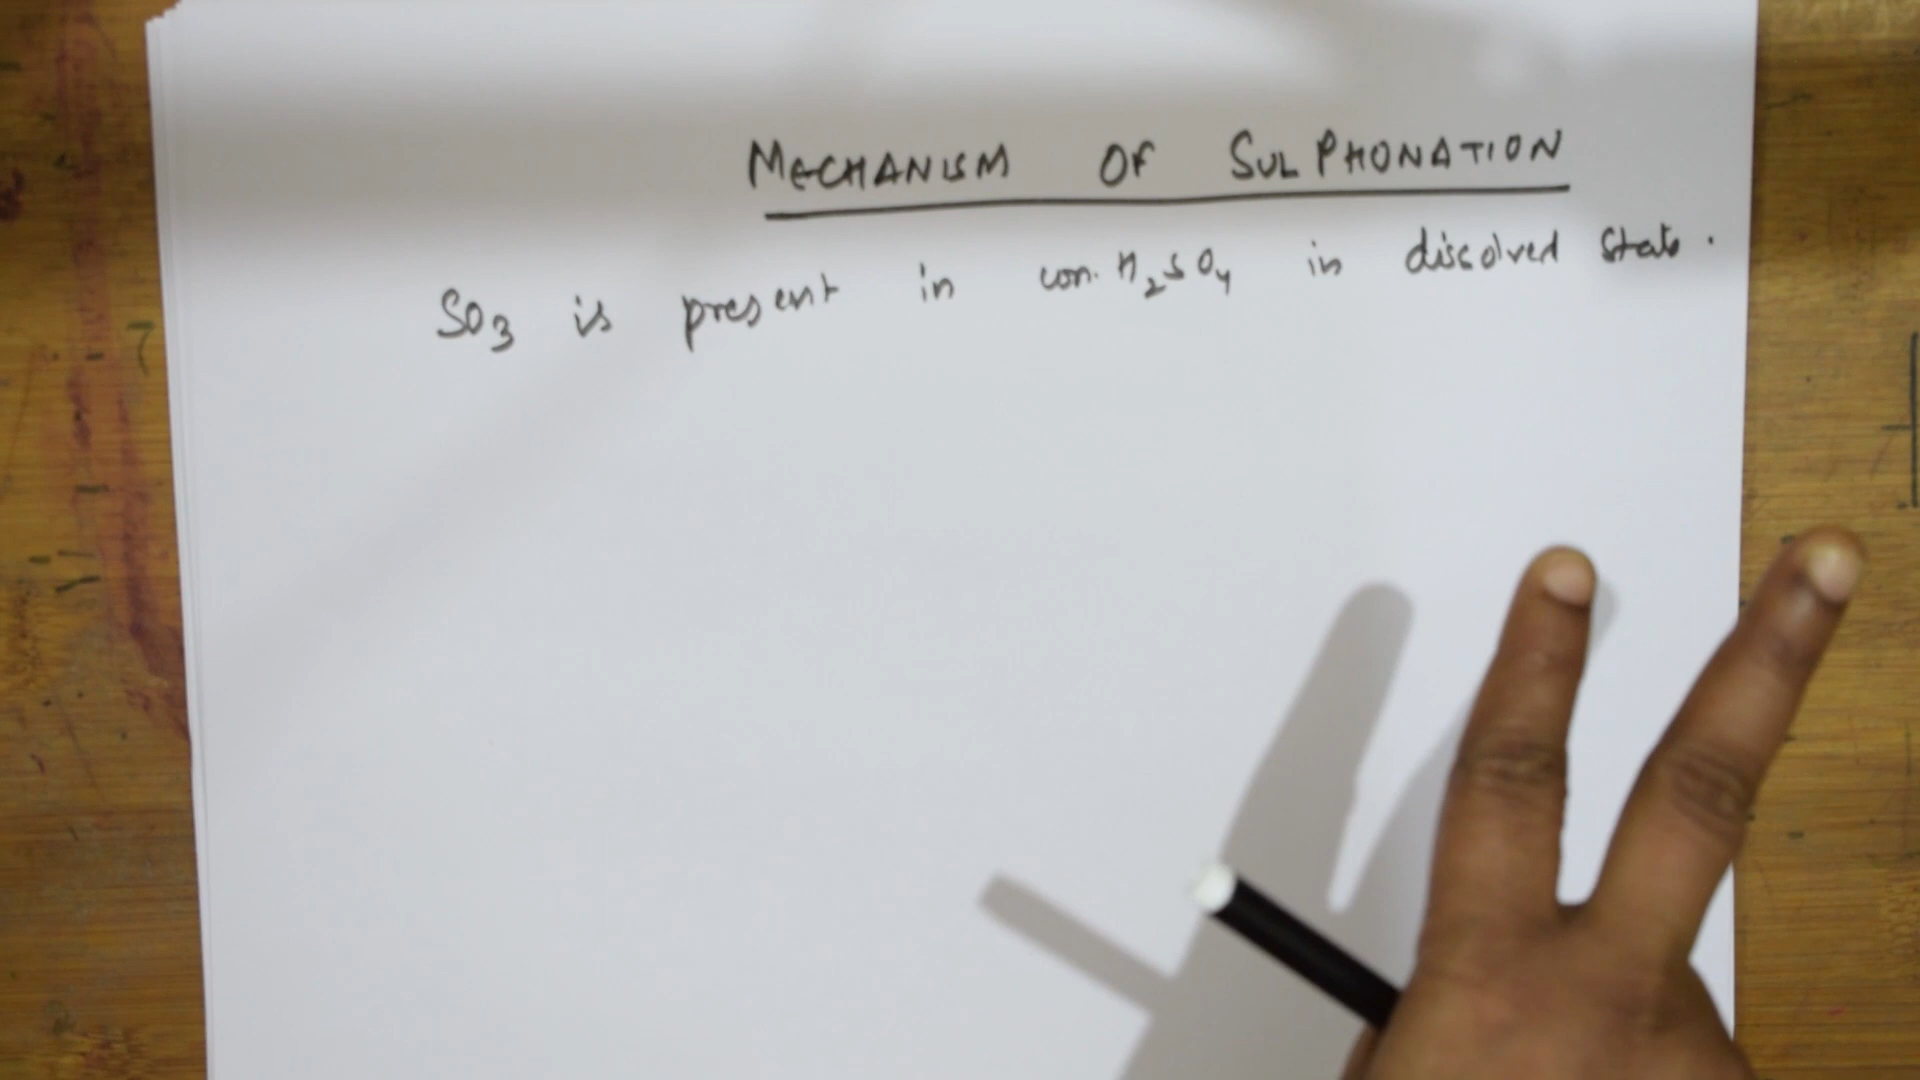 MECHANISM OF SULPHONATION
SO3 is present in con. H2SO4 in dissolved state.